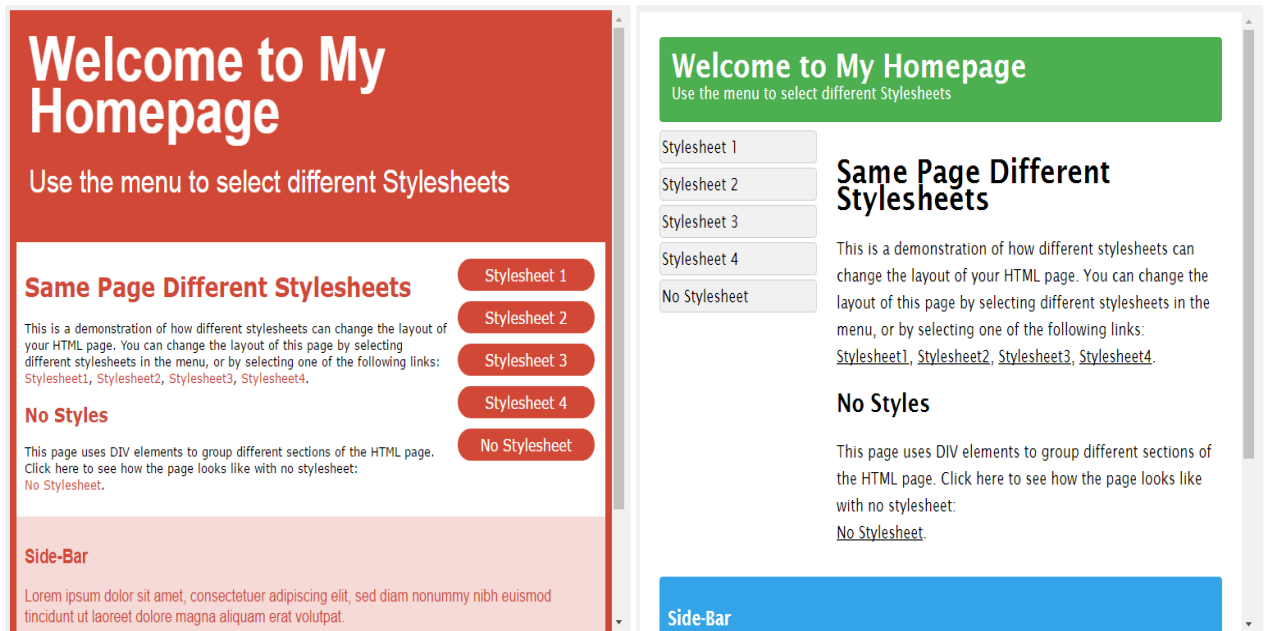 Welcome to My
Homepage
Use the menu to select different Stylesheets
Same Page Different Stylesheets
This is a demonstration of how different stylesheets can change the layout of
your HTML page. You can change the layout of this page by selecting
different stylesheets in the menu, or by selecting one of the following links:
Stylesheet1, Stylesheet2, Stylesheet3, Stylesheet4.
No Styles
This page uses DIV elements to group different sections of the HTML page.
Click here to see how the page looks like with no stylesheet:
No Stylesheet.
Stylesheet 1
Stylesheet 2
Stylesheet 3
Stylesheet 4
No Stylesheet
Side-Bar
Lorem ipsum dolor sit amet, consectetuer adipiscing elit, sed diam nonummy nibh euismod
tincidunt ut laoreet dolore magna aliquam erat volutpat.
Welcome to My Homepage
Use the menu to select different Stylesheets
Stylesheet 1
Stylesheet 2
Stylesheet 3
Stylesheet 4
No Stylesheet
Same Page Different
Stylesheets
This is a demonstration of how different stylesheets can
change the layout of your HTML page. You can change the
layout of this page by selecting different stylesheets in the
menu, or by selecting one of the following links:
Stylesheet1, Stylesheet2, Stylesheet3, Stylesheet4.
No Styles
This page uses DIV elements to group different sections of
the HTML page. Click here to see how the page looks like
with no stylesheet:
No Stylesheet.
Side-Bar